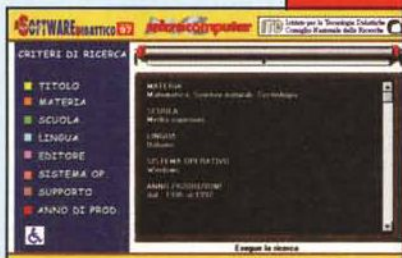 SOFTWARE DIDATTICO 97
microcomputer
ITD Istituto per le Tecnologie Didattiche
Consiglio Nazionale delle Ricerche
CRITERI DI RICERCA
TITOLO
MATERIA
SCUOLA
LINGUA
EDITORE
SISTEMA OP.
SUPPORTO
ANNO DI PROD.
MATERIA
Matematica, Scienze naturali, Tecnologia
SCUOLA
Media superiore
LINGUA
Italiano
SISTEMA OPERATIVO
Windows
ANNO PRODUZIONE
dal 1996 al 1997
Esegue la ricerca